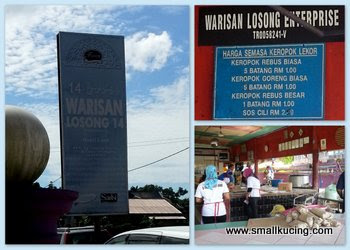 14
WARISAN
LOSONG 14
WARISAN LOSONG ENTERPRISE
TR0058241-V
HARGA SEMASA KEROPOK LEKOR
KEROPOK REBUS BIASA
5 BATANG RM 1.00
KEROPOK GORENG BIASA
5 BATANG RM 1.00
KEROPOK REBUS BESAR
1 BATANG RM 1.00
SOS CILI RM 2.-
www.smallkucing.com